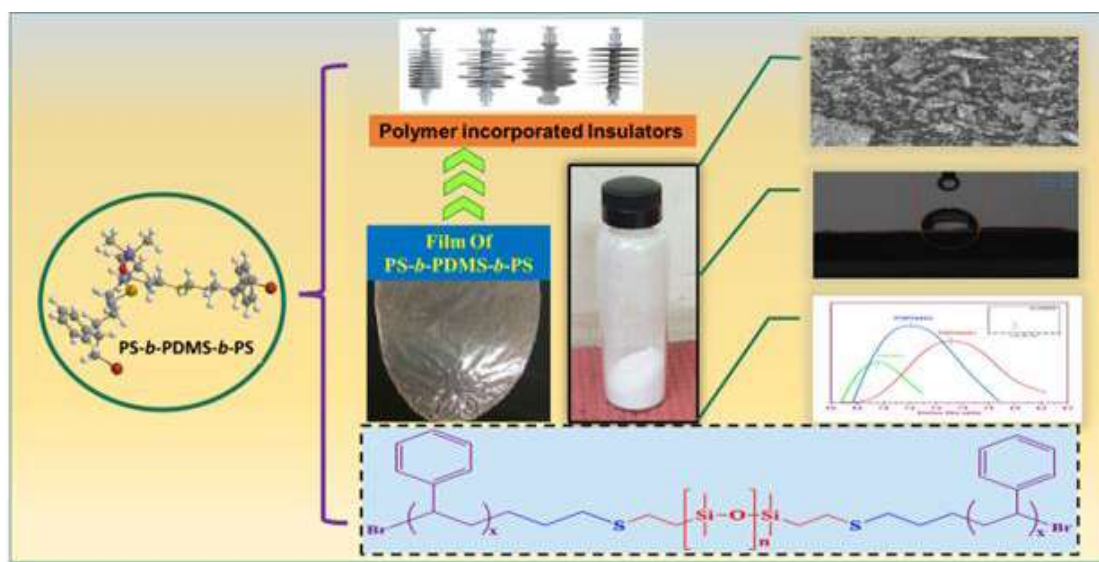 Polymer incorporated Insulators
Film Of
PS-b-PDMS-b-PS
PS-b-PDMS-b-PS
Br
x
S
Si
O
Si
n
S
x
Br